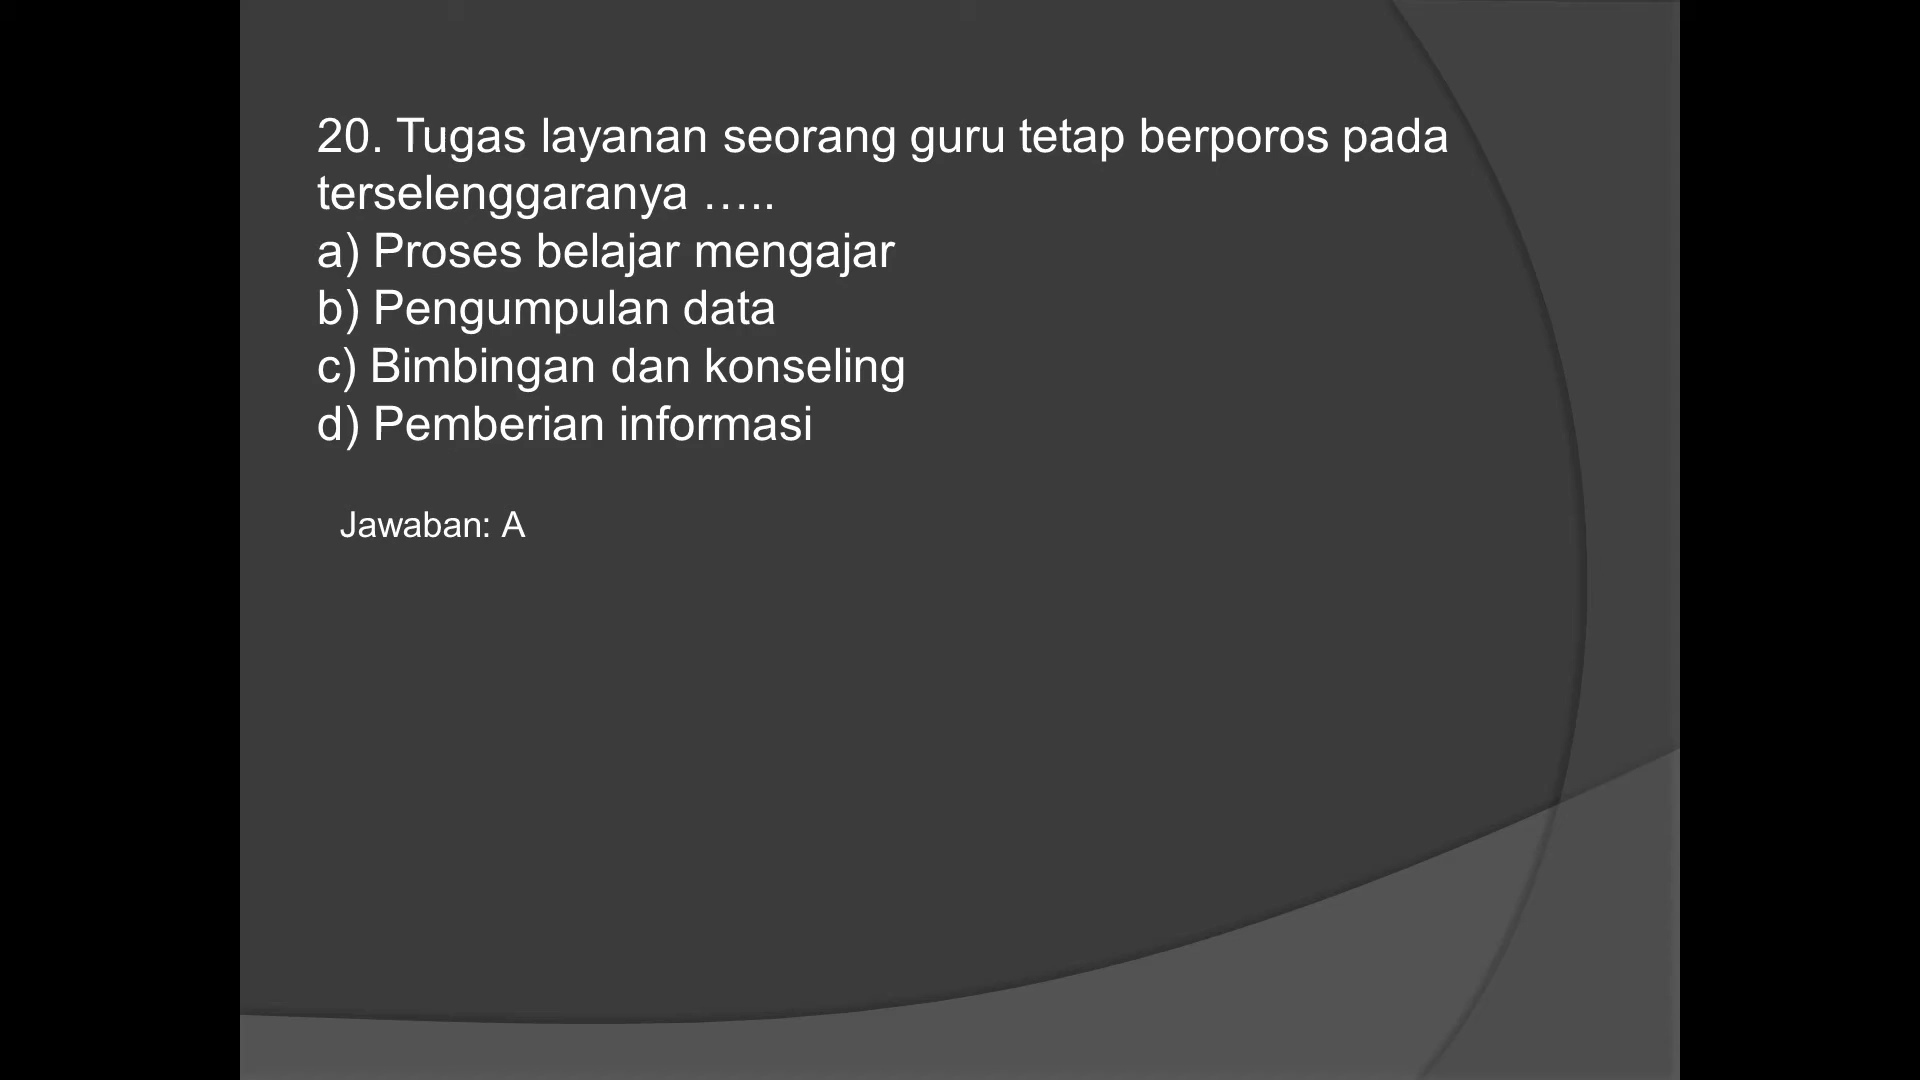 20. Tugas layanan seorang guru tetap berporos pada
terselenggaranya …..
a) Proses belajar mengajar
b) Pengumpulan data
c) Bimbingan dan konseling
d) Pemberian informasi
Jawaban: A